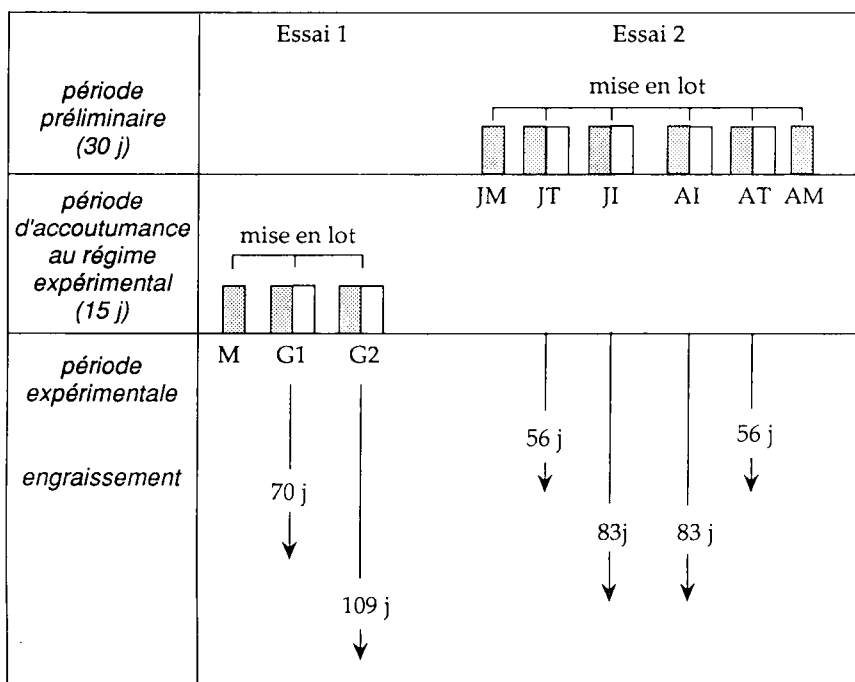 Essai 1
Essai 2
période
préliminaire
(30 j)
mise en lot
JM JT JI AI AT AM
période
d'accoutumance
au régime
expérimental
(15 j)
mise en lot
M G1 G2
période
expérimentale
engraissement
70 j
109 j
56 j
83j
83 j
56 j